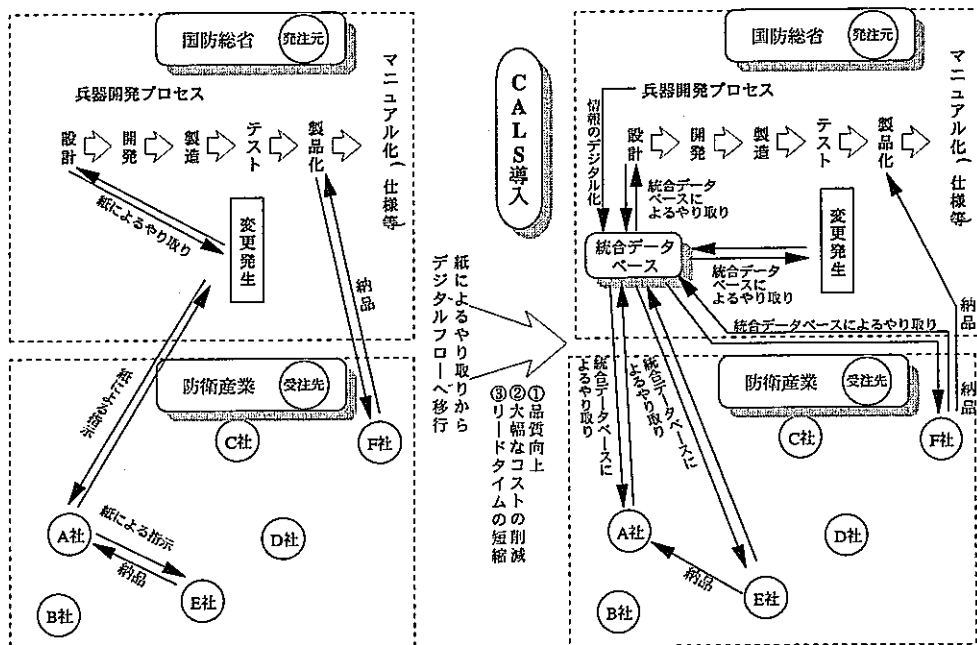 国防総省
発注元
兵器開発プロセス
設計
開発
製造
テスト
製品化
マニュアル化(仕様等)
紙によるやり取り
変更発生
納品
紙による指示
防衛産業
受注先
C社
F社
A社
紙による指示
納品
D社
E社
B社
CALS導入
紙によるやり取りから
デジタルフローへ移行
①品質向上
②大幅なコストの削減
③リードタイムの短縮
国防総省
発注元
兵器開発プロセス
情報のデジタル化
設計
開発
製造
テスト
製品化
マニュアル化(仕様等)
統合データ
ベースによ
るやり取り
統合データ
ベース
変更発生
統合データ
ベースに
よるやり取り
統合データベースによるやり取り
納品
防衛産業
受注先
納品
統合データベースに
よるやり取り
統合データベースに
よるやり取り
C社
F社
A社
D社
納品
E社
B社